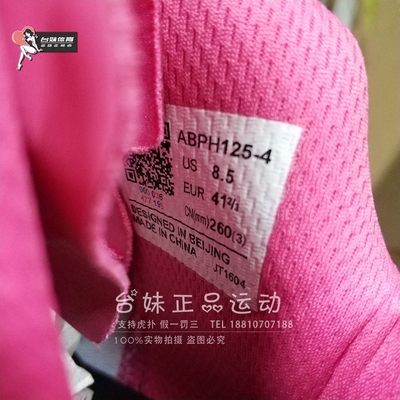 台妹体育
ABPH125-4
US 8.5
EUR 41⅔
CN(mm) 260(3)
DESIGNED IN BEIJING
MADE IN CHINA
JT1604
台妹正品运动
支持虎扑 假一罚三 TEL 18810707188
100%实物拍摄 盗图必究